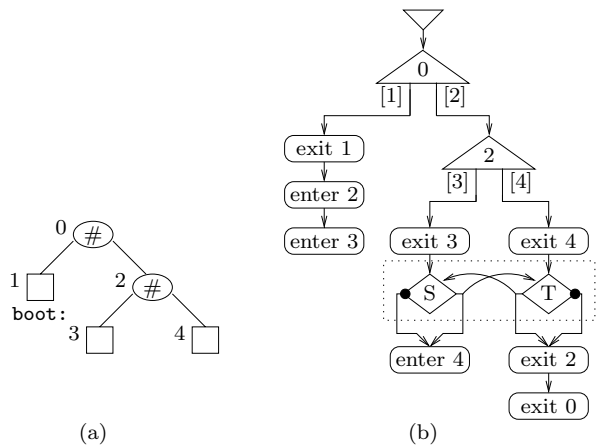 0
[1] [2]
exit 1
2
enter 2
[3] [4]
0 #
enter 3
exit 3 exit 4
1
2 #
S T
boot:
3 4
enter 4 exit 2
exit 0
(a) (b)